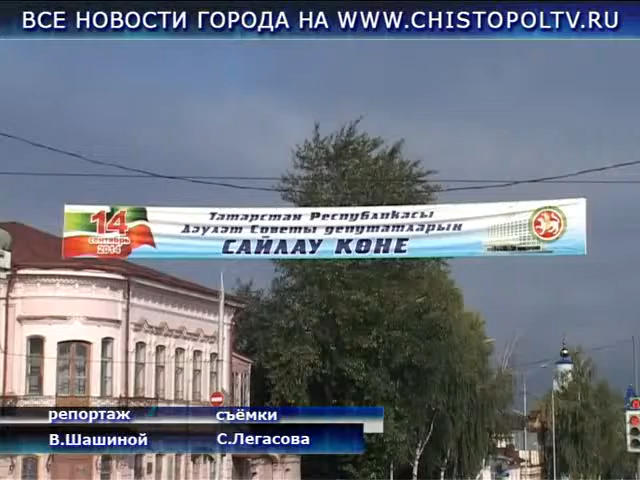 ВСЕ НОВОСТИ ГОРОДА НА WWW.CHISTOPOLTV.RU
14
сентябрь
2014
Татарстан Республикасы
Дәүләт Советы депутатларын
САЙЛАУ КӨНЕ
репортаж
съёмки
В.Шашиной
С.Легасова